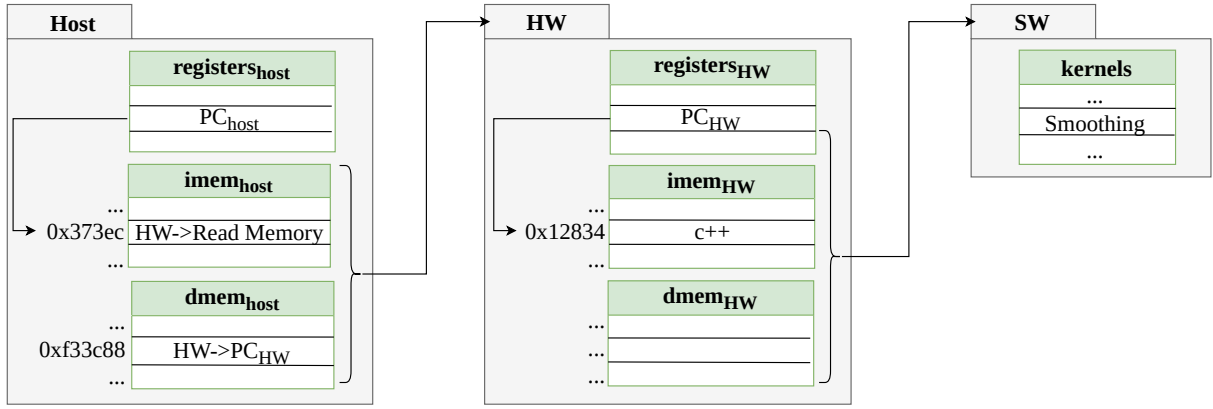 Host
registers_host
PC_host
imem_host
...
0x373ec HW->Read Memory
...
dmem_host
...
0xf33c88 HW->PC_HW
...
HW
registers_HW
PC_HW
imem_HW
...
0x12834 c++
...
dmem_HW
...
...
...
SW
kernels
...
Smoothing
...